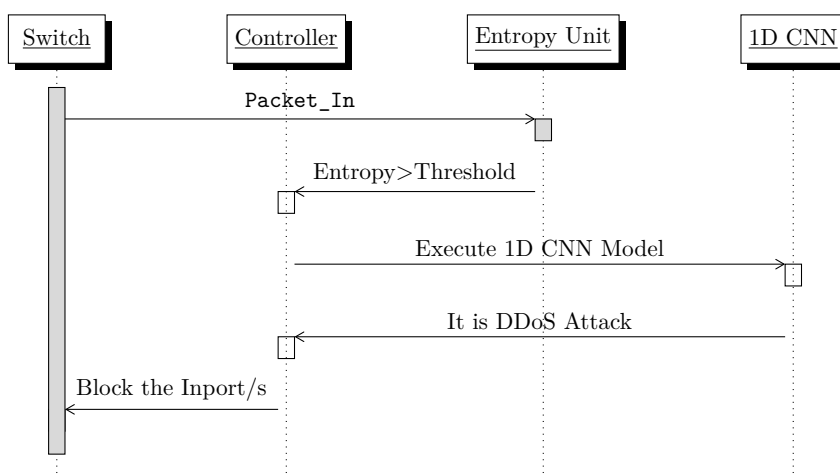 Switch
Controller
Entropy Unit
1D CNN
Packet_In
Entropy>Threshold
Execute 1D CNN Model
It is DDoS Attack
Block the Inport/s